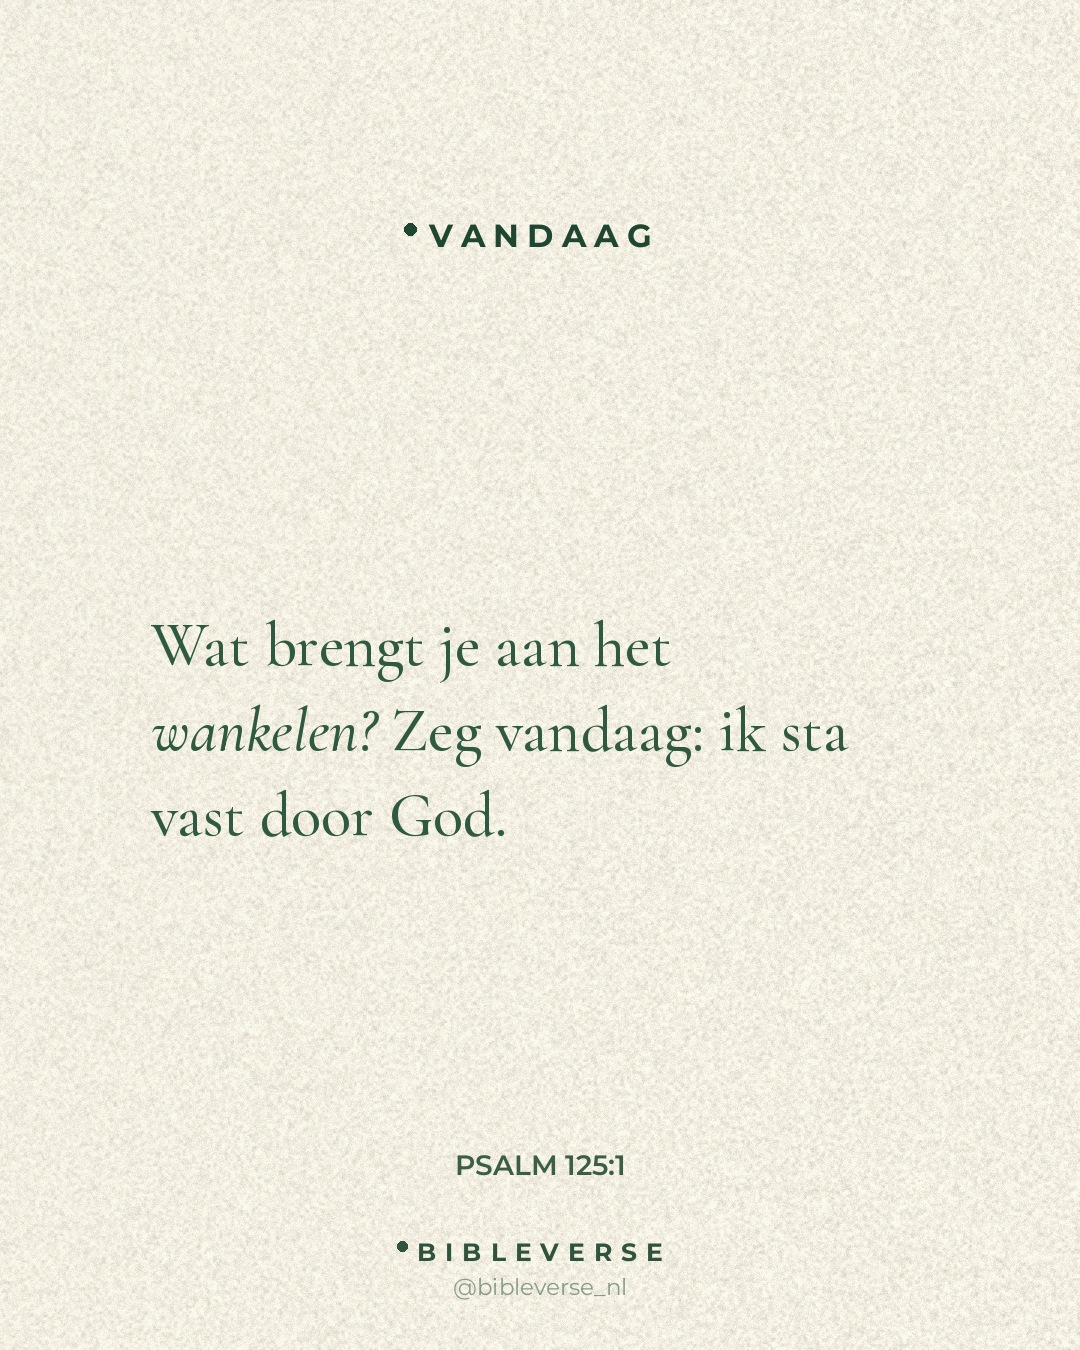 VANDAAG
Wat brengt je aan het
wankelen? Zeg vandaag: ik sta
vast door God.
PSALM 125:1
BIBLEVERSE
@bibleverse_nl